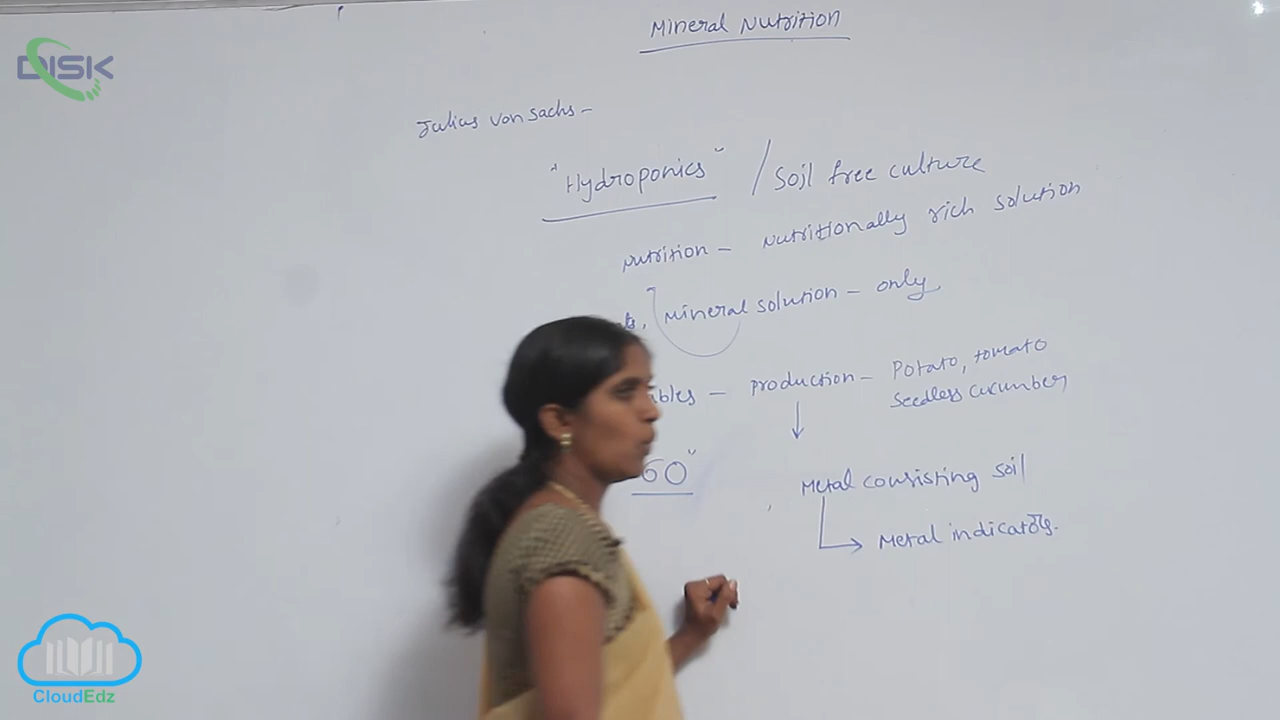 Mineral Nutrition
DISK
Julius von Sachs –
"Hydroponics" / Soil free culture
Nutrition – Nutritionally rich solution
Mineral solution – only
ibles – production – Potato, tomato
Seedless cucumber
60"
Metal consisting soil
Metal indicators.
CloudEdz